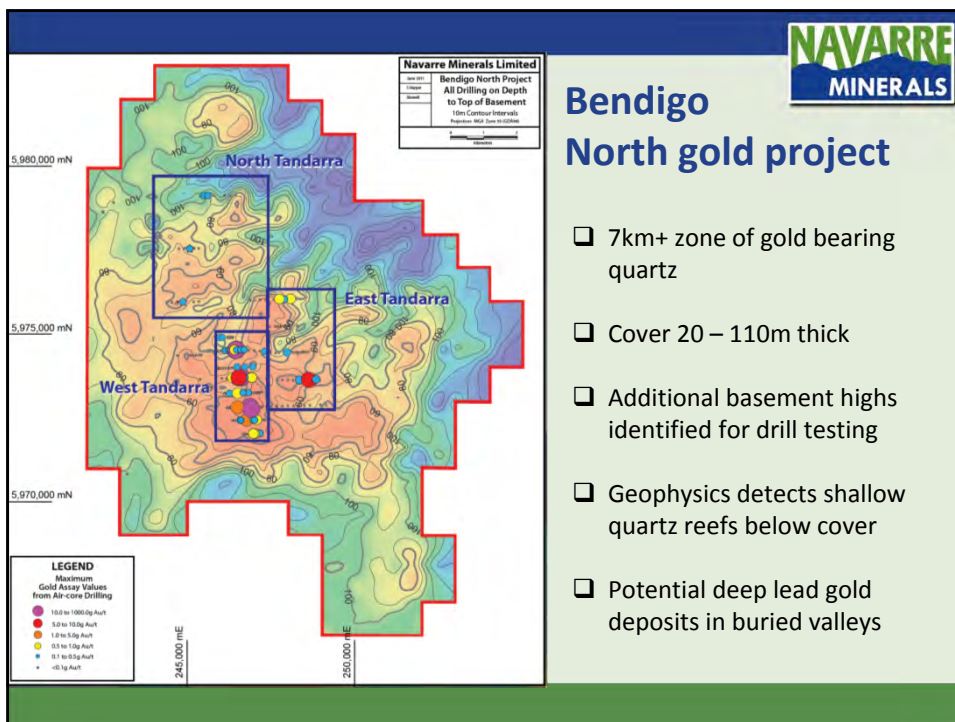 NAVARRE
MINERALS
Bendigo
North gold project
❑ 7km+ zone of gold bearing
quartz
❑ Cover 20 – 110m thick
❑ Additional basement highs
identified for drill testing
❑ Geophysics detects shallow
quartz reefs below cover
❑ Potential deep lead gold
deposits in buried valleys
Navarre Minerals Limited
Bendigo North Project
All Drilling on Depth
to Top of Basement
10m Contour Intervals
5,980,000 mN
5,975,000 mN
5,970,000 mN
North Tandarra
East Tandarra
West Tandarra
245,000 mE
250,000 mE
LEGEND
Maximum
Gold Assay Values
from Air-core Drilling
10.0 to 1000.0g Au/t
5.0 to 10.0g Au/t
1.0 to 5.0g Au/t
0.5 to 1.0g Au/t
0.1 to 0.5g Au/t
<0.1g Au/t